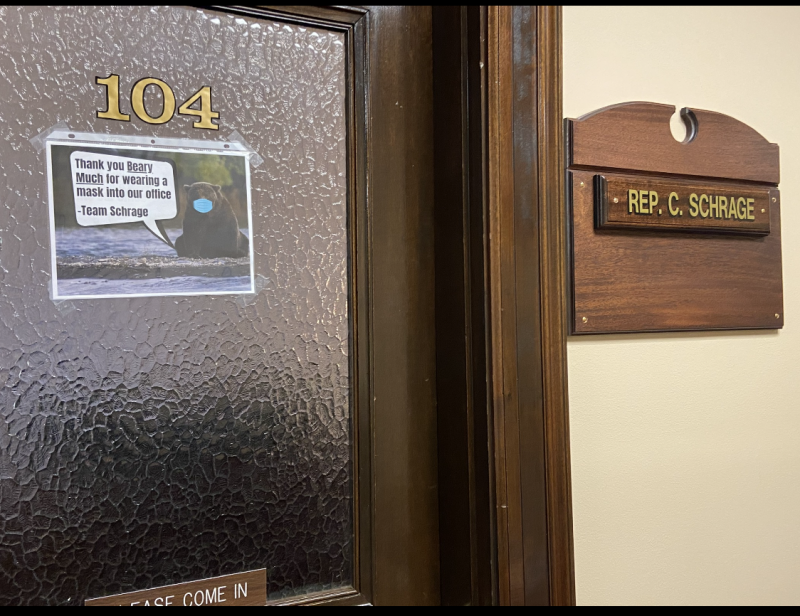 104
Thank you Beary
Much for wearing a
mask into our office
-Team Schrage
REP. C. SCHRAGE
COME IN